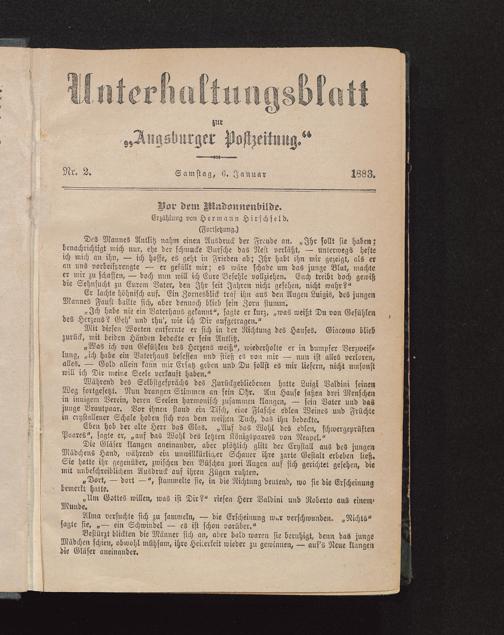 Unterhaltungsblatt
zur
„Augsburger Postzeitung.“
Nr. 2. Samstag, 6. Januar 1883.
Vor dem Madonnenbilde.
Erzählung von Hermann Hirschfeld.
(Fortsetzung.)
Des Mannes Antlitz nahm einen Ausdruck der Freude an. „Ihr sollt sie haben;
benachrichtigt mich nur, ehe der schmucke Bursche das Nest verläßt, — unterwegs hefte
ich mich an ihn, — ich hoffe, es geht in Frieden ab; Ihr habt ihn mir gezeigt, als er
an uns vorbeisprengte — er gefällt mir; es wäre schade um das junge Blut, machte
er mir zu schaffen, — doch nun will ich Eure Befehle vollziehen. Euch treibt doch gewiß
die Sehnsucht zu Eurem Vater, den Ihr seit Jahren nicht gesehen, nicht wahr?“
Er lachte höhnisch auf. Ein Zornesblick traf ihn aus den Augen Luigis, des jungen
Mannes Faust ballte sich, aber dennoch blieb sein Zorn stumm.
„Ich habe nie ein Vaterhaus gekannt“, sagte er kurz, „was weißt Du von Gefühlen
des Herzens? Geh' und thu', wie ich Dir aufgetragen.“
Mit diesen Worten entfernte er sich in der Richtung des Hauses. Giacomo blieb
zurück, mit beiden Händen bedeckte er sein Antlitz.
„Was ich von Gefühlen des Herzens weiß“, wiederholte er in dumpfer Verzweif-
lung, „ich habe ein Vaterhaus besessen und stieß es von mir — nun ist alles verloren,
alles, — Gold allein kann mir Ersatz geben und Du sollst es mir liefern, nicht umsonst
will ich Dir meine Seele verkauft haben.“
Während des Selbstgesprächs des Zurückgebliebenen hatte Luigi Baldini seinen
Weg fortgesetzt. Nun drangen Stimmen an sein Ohr. Am Hause saßen drei Menschen
in innigem Verein, deren Seelen harmonisch zusammen klangen, — sein Vater und das
junge Brautpaar. Vor ihnen stand ein Tisch, eine Flasche edlen Weines und Früchte
in crystallener Schale hoben sich von dem weißen Tuch, das ihn bedeckte.
Eben hob der alte Herr das Glas. „Auf das Wohl des edlen, schwergeprüften
Paares“, sagte er, „auf das Wohl des letzten Königspaares von Neapel.“
Die Gläser klangen aneinander, aber plötzlich glitt der Crystall aus des jungen
Mädchens Hand, während ein unwillkürlicher Schauer ihre zarte Gestalt erbeben ließ.
Sie hatte ihr gegenüber, zwischen den Büschen zwei Augen auf sich gerichtet gesehen, die
mit unbeschreiblichem Ausdruck auf ihren Zügen ruhten.
„Dort, — dort —“, stammelte sie, in die Richtung deutend, wo sie die Erscheinung
bemerkt hatte.
„Um Gottes willen, was ist Dir?“ riefen Herr Baldini und Roberto aus einem
Munde.
Alma versuchte sich zu sammeln, — die Erscheinung war verschwunden. „Nichts“
sagte sie, „— ein Schwindel — es ist schon vorüber.“
Bestürzt blickten die Männer sich an, aber bald waren sie beruhigt, denn das junge
Mädchen schien, obwohl mühsam, ihre Heiterkeit wieder zu gewinnen, — auf's Neue klangen
die Gläser aneinander.